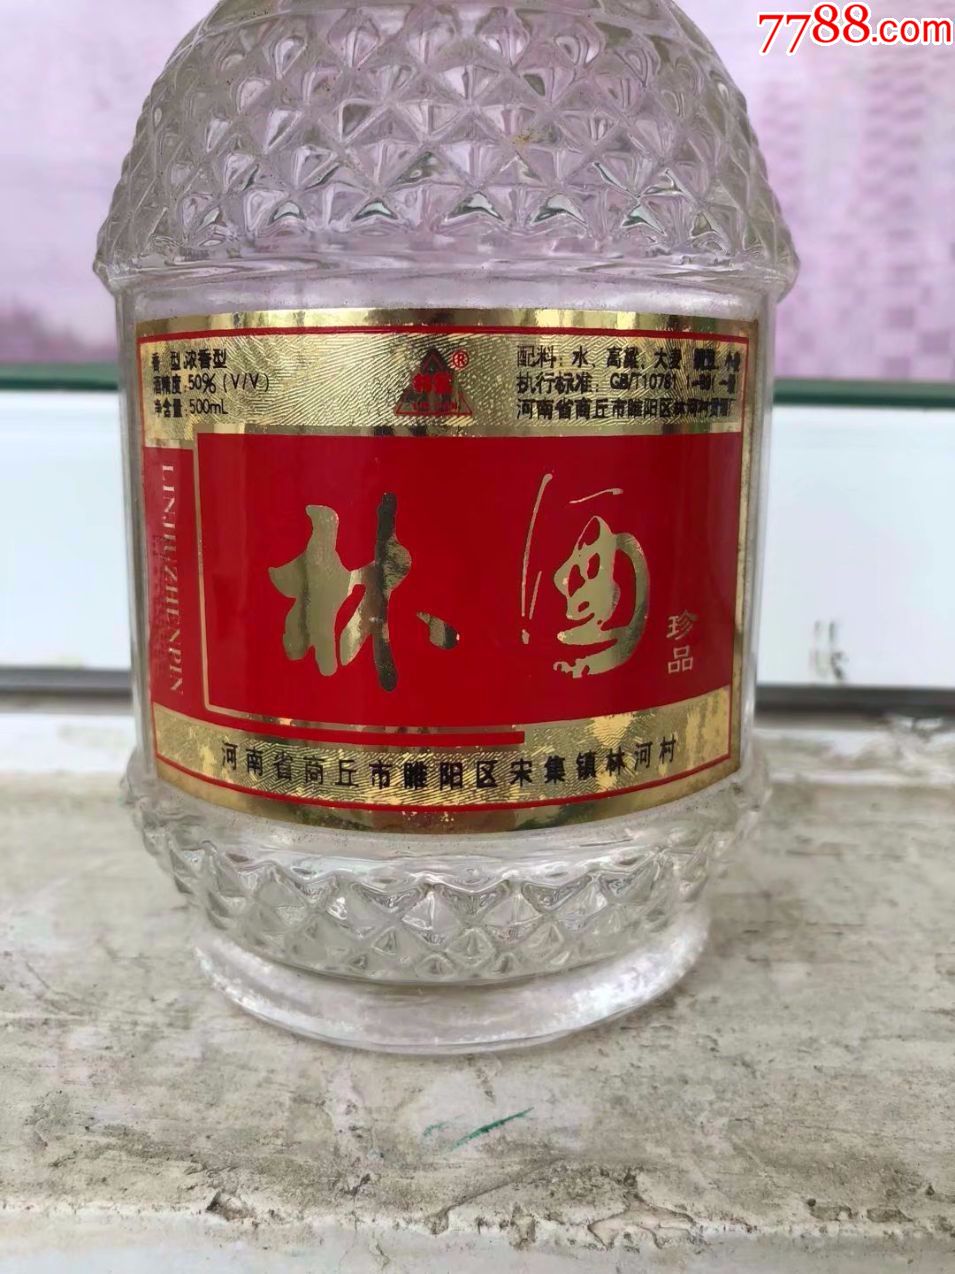 7788.com
香 型:浓香型
酒精度:50%(V/V)
净含量:500mL
®
配料:水、高粱、大麦
执行标准:GB/T10781
河南省商丘市睢阳区林河村
LINJIUZHENPIN
林酒
珍品
河南省商丘市睢阳区宋集镇林河村